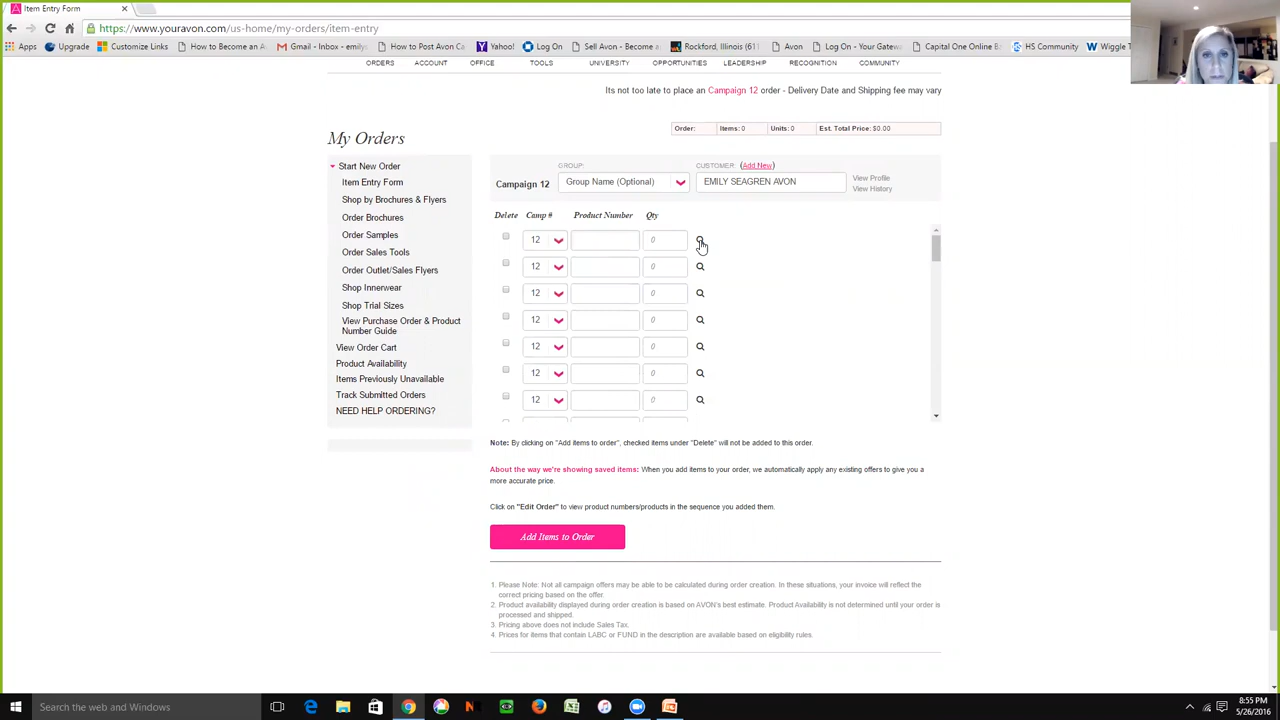 Item Entry Form
https://www.youravon.com/us-home/my-orders/item-entry
Apps
Upgrade
Customize Links
How to Become an A
Gmail - Inbox - emilys
How to Post Avon Ca
Yahoo!
Log On
Sell Avon - Become a
Rockford, Illinois (611
Avon
Log On - Your Gatew
Capital One Online B
HS Community
Wiggle T
ORDERS
ACCOUNT
OFFICE
TOOLS
UNIVERSITY
OPPORTUNITIES
LEADERSHIP
RECOGNITION
COMMUNITY
Its not too late to place an Campaign 12 order - Delivery Date and Shipping fee may vary
Order: Items: 0 Units: 0 Est. Total Price: $0.00
My Orders
Start New Order
Item Entry Form
Shop by Brochures & Flyers
Order Brochures
Order Samples
Order Sales Tools
Order Outlet/Sales Flyers
Shop Innerwear
Shop Trial Sizes
View Purchase Order & Product
Number Guide
View Order Cart
Product Availability
Items Previously Unavailable
Track Submitted Orders
NEED HELP ORDERING?
GROUP:
CUSTOMER: (Add New)
Campaign 12
Group Name (Optional)
EMILY SEAGREN AVON
View Profile
View History
Delete Camp # Product Number Qty
12 0
12 0
12 0
12 0
12 0
12 0
12 0
Note: By clicking on "Add items to order", checked items under "Delete" will not be added to this order.
About the way we're showing saved items: When you add items to your order, we automatically apply any existing offers to give you a
more accurate price.
Click on "Edit Order" to view product numbers/products in the sequence you added them.
Add Items to Order
1. Please Note: Not all campaign offers may be able to be calculated during order creation. In these situations, your invoice will reflect the
correct pricing based on the offer.
2. Product availability displayed during order creation is based on AVON's best estimate. Product Availability is not determined until your order is
processed and shipped.
3. Pricing above does not include Sales Tax.
4. Prices for items that contain LABC or FUND in the description are available based on eligibility rules.
Search the web and Windows
8:55 PM
5/26/2016